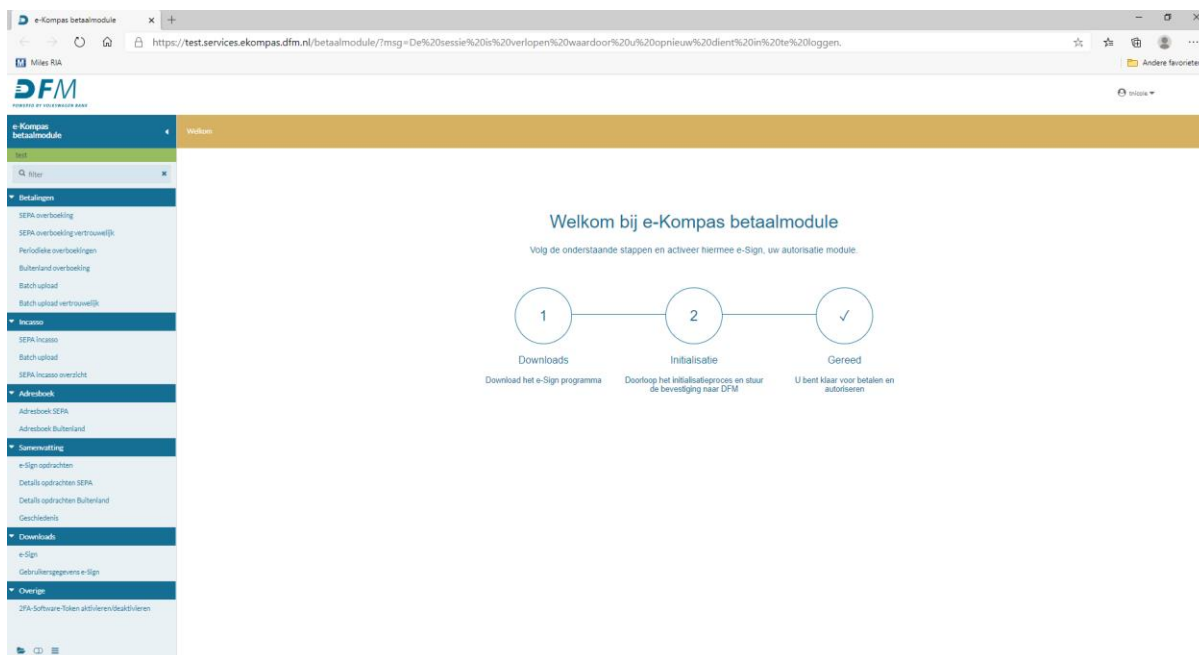 e-Kompas betaalmodule
https://test.services.ekompas.dfm.nl/betaalmodule/?msg=De%20sessie%20is%20verlopen%20waardoor%20u%20opnieuw%20dient%20in%20te%20loggen.
Miles RIA
Andere favorieten
DFM
POWERED BY VOLKSWAGEN BANK
e-Kompas
betaalmodule
Welkom
test
filter
Betalingen
SEPA overboeking
SEPA overboeking vertrouwelijk
Periodieke overboekingen
Buitenland overboeking
Batch upload
Batch upload vertrouwelijk
Incasso
SEPA incasso
Batch upload
SEPA incasso overzicht
Adresboek
Adresboek SEPA
Adresboek Buitenland
Samenvatting
e-Sign opdrachten
Details opdrachten SEPA
Details opdrachten Buitenland
Geschiedenis
Downloads
e-Sign
Gebruikersgegevens e-Sign
Overige
2FA-Software-Token aktivieren/deaktivieren
Welkom bij e-Kompas betaalmodule
Volg de onderstaande stappen en activeer hiermee e-Sign, uw autorisatie module.
1
2
Downloads
Initialisatie
Gereed
Download het e-Sign programma
Doorloop het initialisatieproces en stuur
de bevestiging naar DFM
U bent klaar voor betalen en
autoriseren